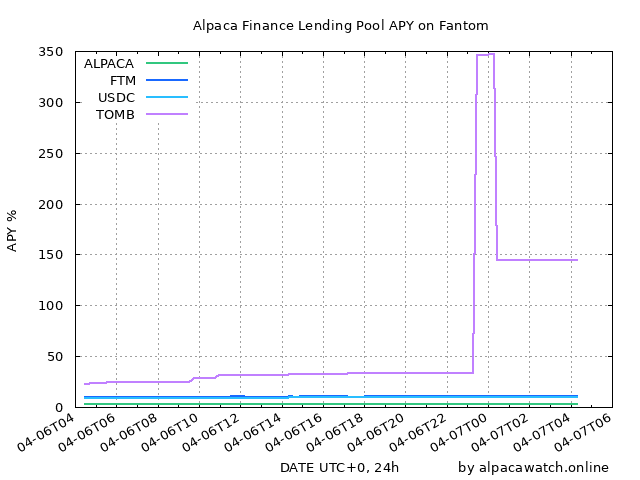 Alpaca Finance Lending Pool APY on Fantom
350
300
250
200
150
100
50
0
APY %
ALPACA
FTM
USDC
TOMB
04-06T04
04-06T06
04-06T08
04-06T10
04-06T12
04-06T14
04-06T16
04-06T18
04-06T20
04-06T22
04-07T00
04-07T02
04-07T04
04-07T06
DATE UTC+0, 24h
by alpacawatch.online